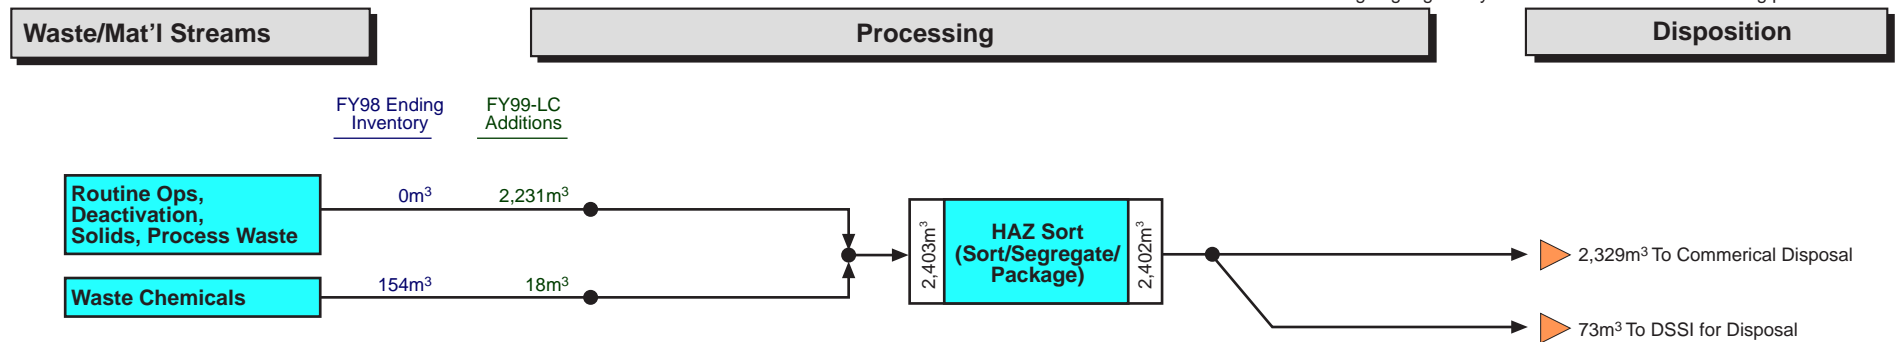 Waste/Mat'l Streams
Processing
Disposition
FY98 Ending
Inventory
FY99-LC
Additions
Routine Ops,
Deactivation,
Solids, Process Waste
0m³
2,231m³
Waste Chemicals
154m³
18m³
2,403m³
HAZ Sort
(Sort/Segregate/
Package)
2,402m³
2,329m³ To Commerical Disposal
73m³ To DSSI for Disposal